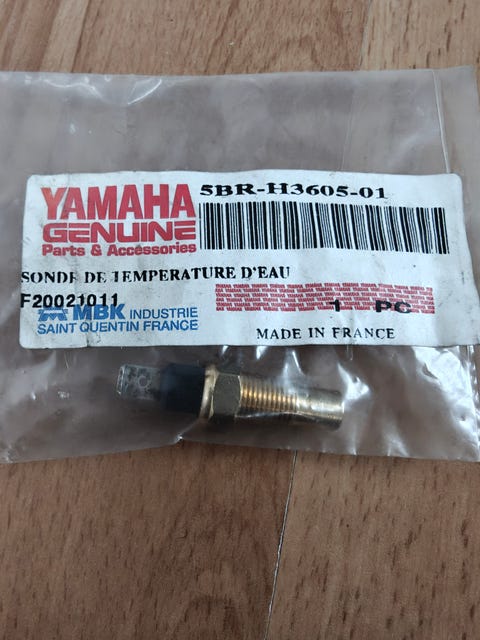 YAMAHA
GENUINE
Parts & Accessories
5BR-H3605-01
SONDE DE TEMPERATURE D'EAU
F20021011
1 PC
MBK INDUSTRIE
SAINT QUENTIN FRANCE
MADE IN FRANCE